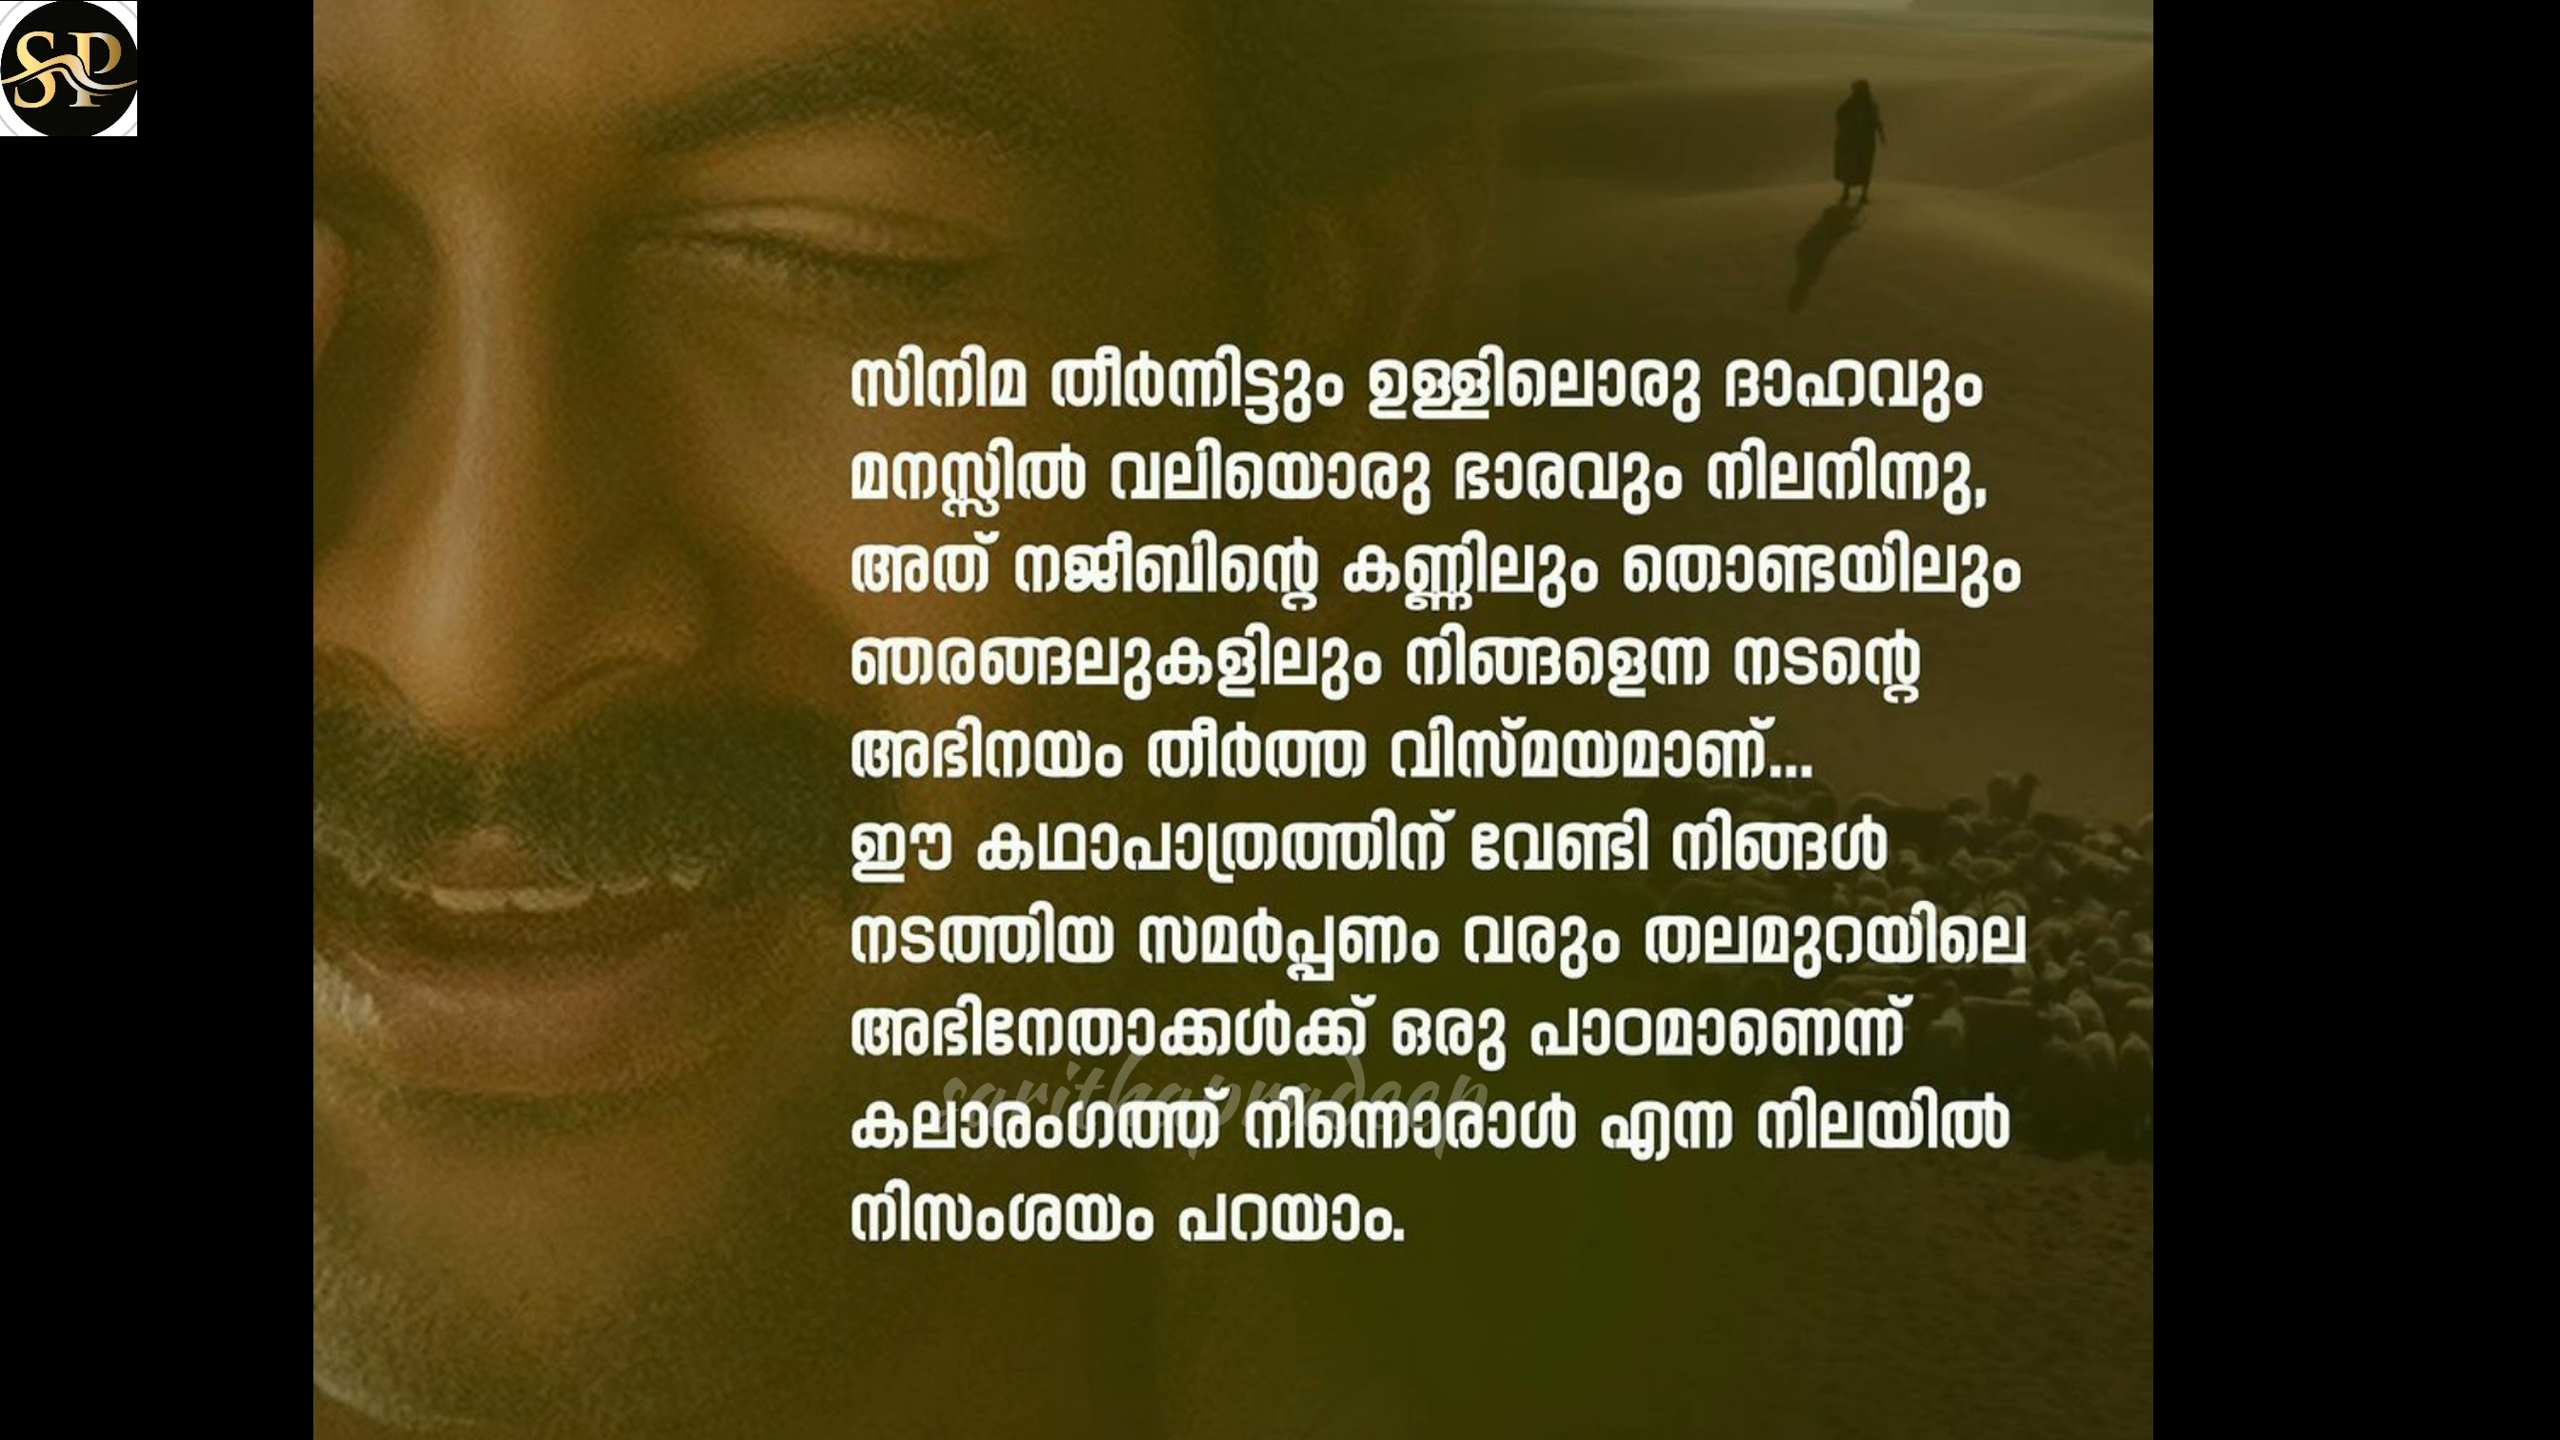 SP
സിനിമ തീർന്നിട്ടും ഉള്ളിലൊരു ദാഹവും
മനസ്സിൽ വലിയൊരു ഭാരവും നിലനിന്നു,
അത് നജീബിന്റെ കണ്ണിലും തൊണ്ടയിലും
ഞരങ്ങലുകളിലും നിങ്ങളെന്ന നടന്റെ
അഭിനയം തീർത്ത വിസ്മയമാണ്...
ഈ കഥാപാത്രത്തിന് വേണ്ടി നിങ്ങൾ
നടത്തിയ സമർപ്പണം വരും തലമുറയിലെ
അഭിനേതാക്കൾക്ക് ഒരു പാഠമാണെന്ന്
sarithapradeep
കലാരംഗത്ത് നിന്നൊരാൾ എന്ന നിലയിൽ
നിസംശയം പറയാം.